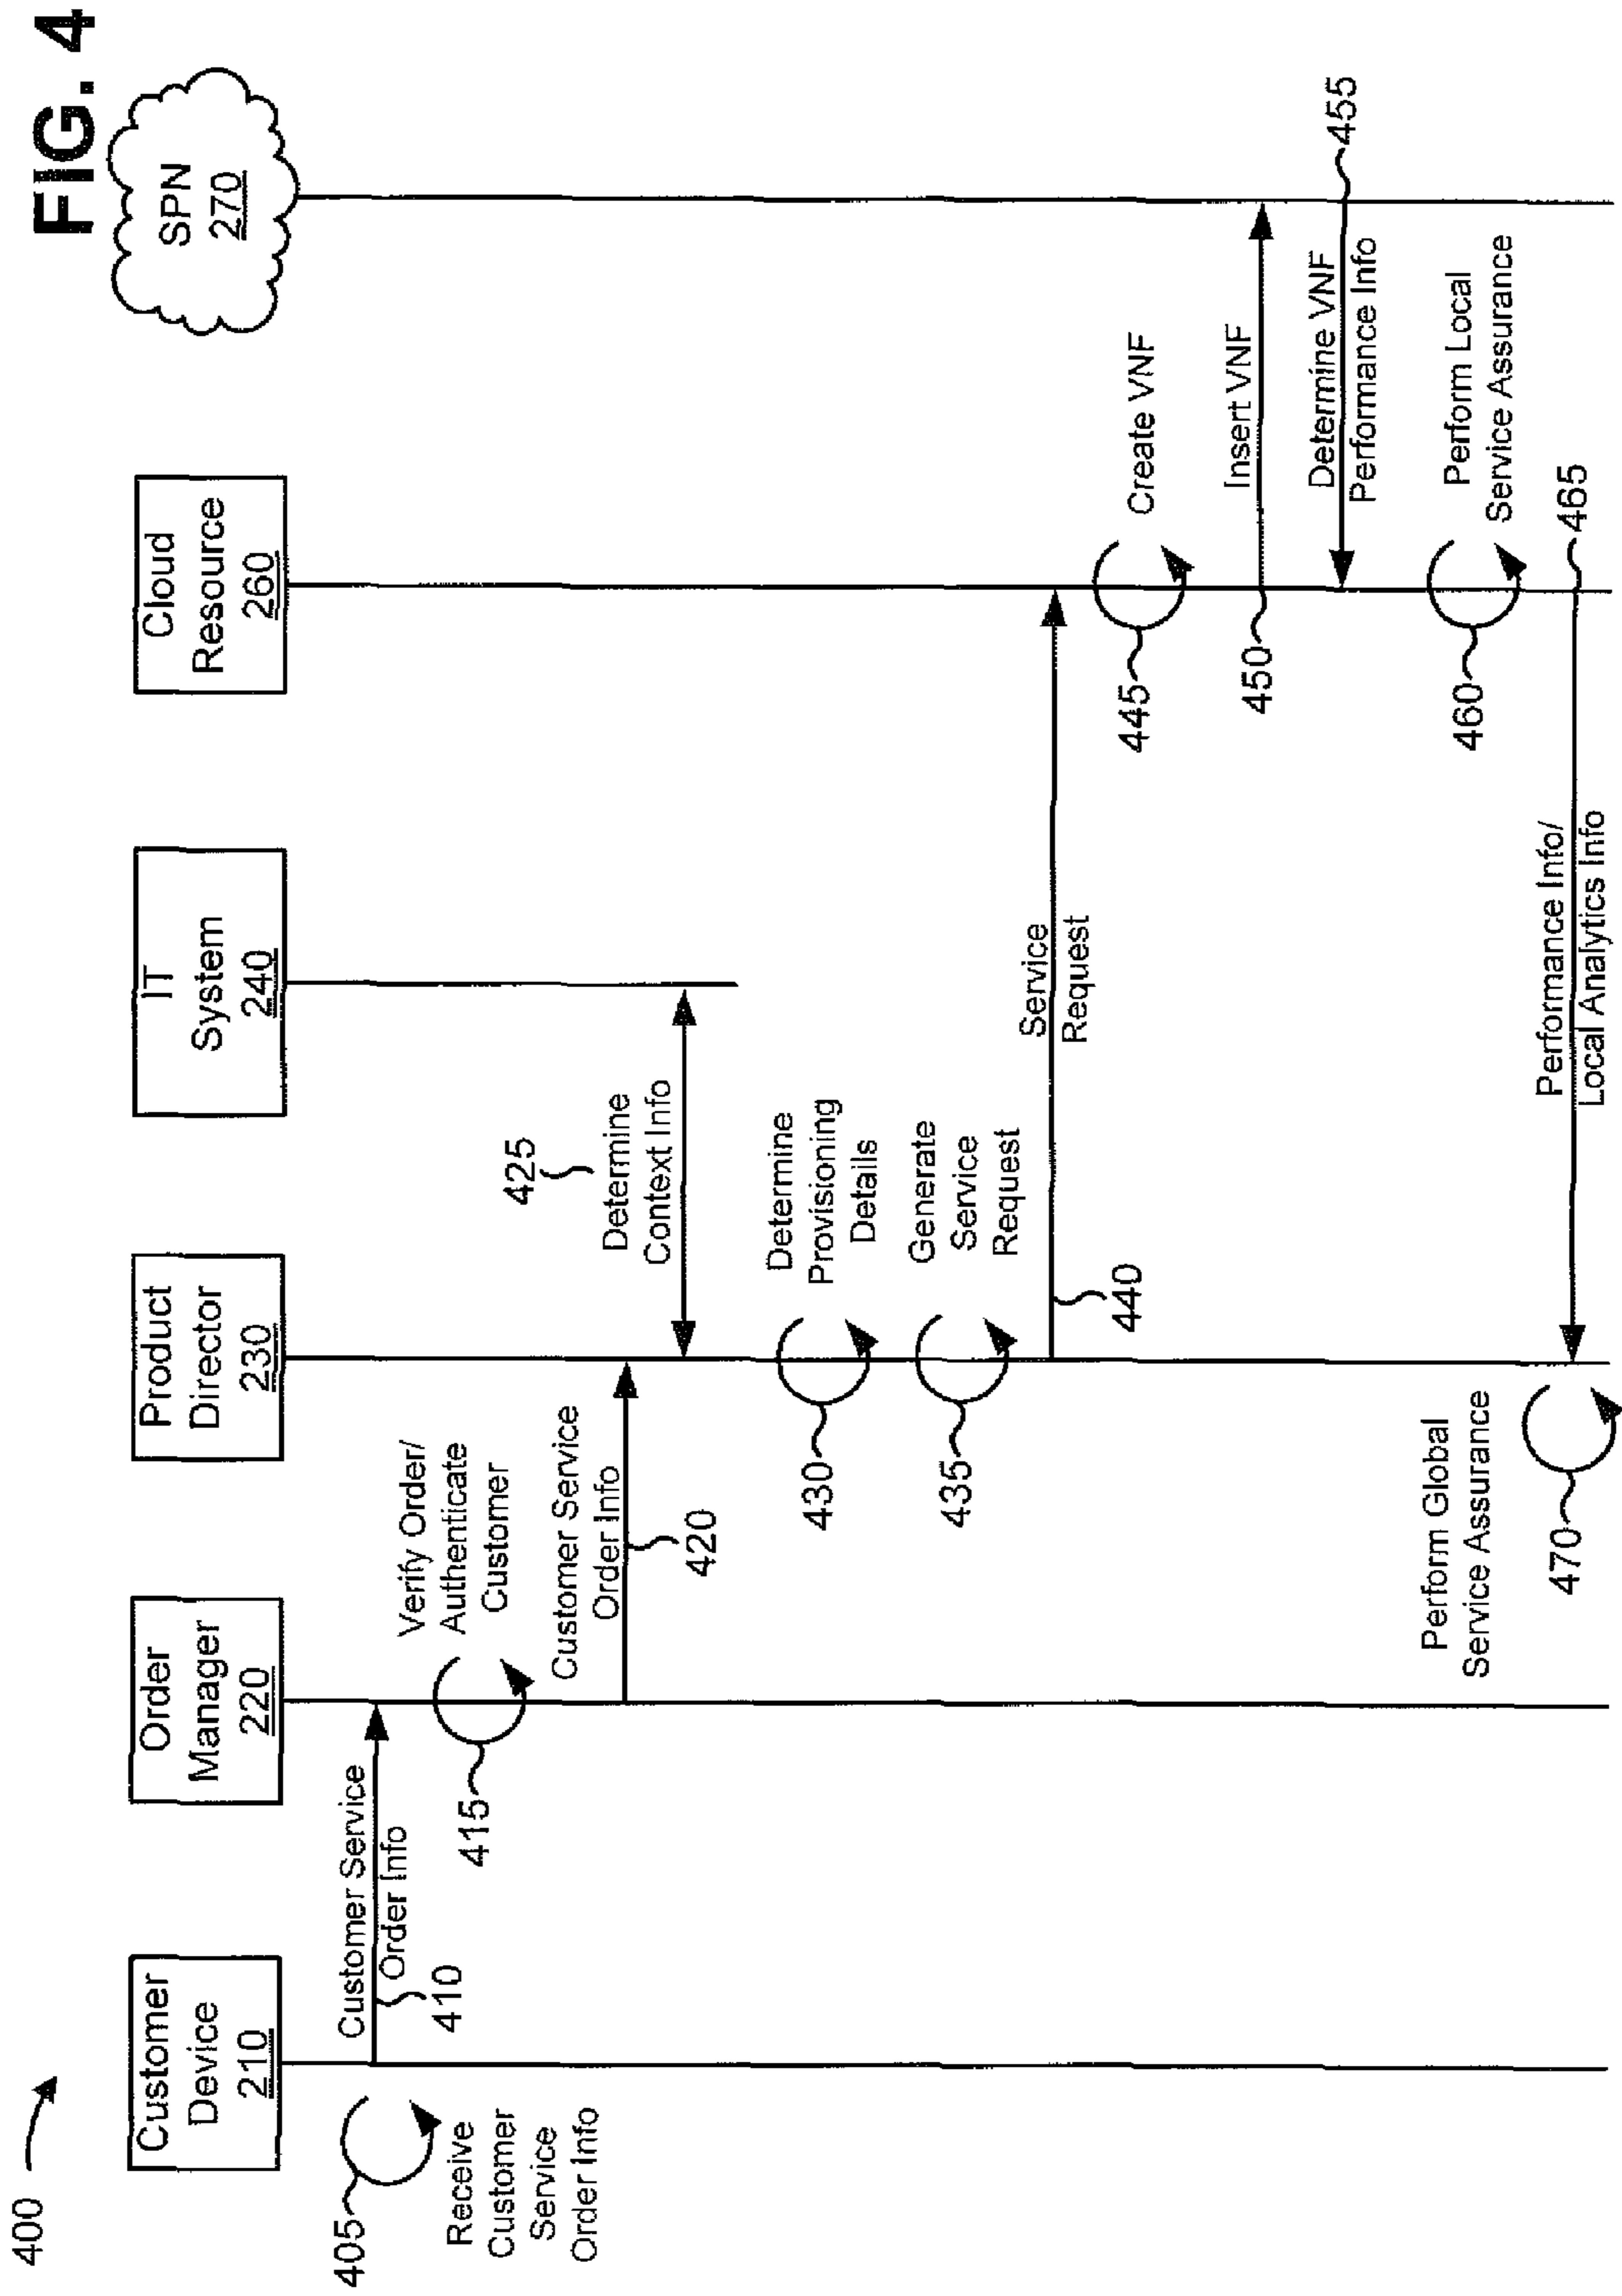 400
FIG. 4
Customer
Device
210
Order
Manager
220
Product
Director
230
IT
System
240
Cloud
Resource
260
SPN
270
405
Receive
Customer
Service
Order Info
Customer Service
Order Info
410
Verify Order/
Authenticate
Customer
415
Customer Service
Order Info
420
425
Determine
Context Info
Determine
Provisioning
Details
430
Generate
Service
Request
435
Service
Request
440
Create VNF
445
Insert VNF
450
Determine VNF
Performance Info
455
Perform Local
Service Assurance
460
Performance Info/
Local Analytics Info
465
Perform Global
Service Assurance
470